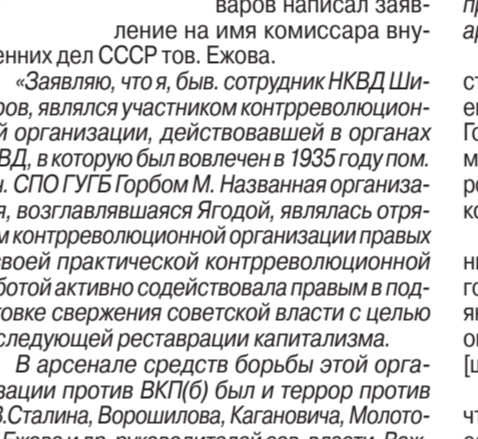 варов написал заяв-
ление на имя комиссара вну-
енних дел СССР тов. Ежова.
«Заявляю, что я, быв. сотрудник НКВД Ши-
ров, являлся участником контрреволюцион-
й организации, действовавшей в органах
ВД, в которую был вовлечен в 1935 году пом.
ч. СПО ГУГБ Горбом М. Названная организа-
я, возглавлявшаяся Ягодой, являлась отря-
м контрреволюционной организации правых
своей практической контрреволюционной
ботой активно содействовала правым в под-
товке свержения советской власти с целью
следующей реставрации капитализма.
В арсенале средств борьбы этой орга-
зации против ВКП(б) был и террор против
В.Сталина, Ворошилова, Кагановича, Молото-